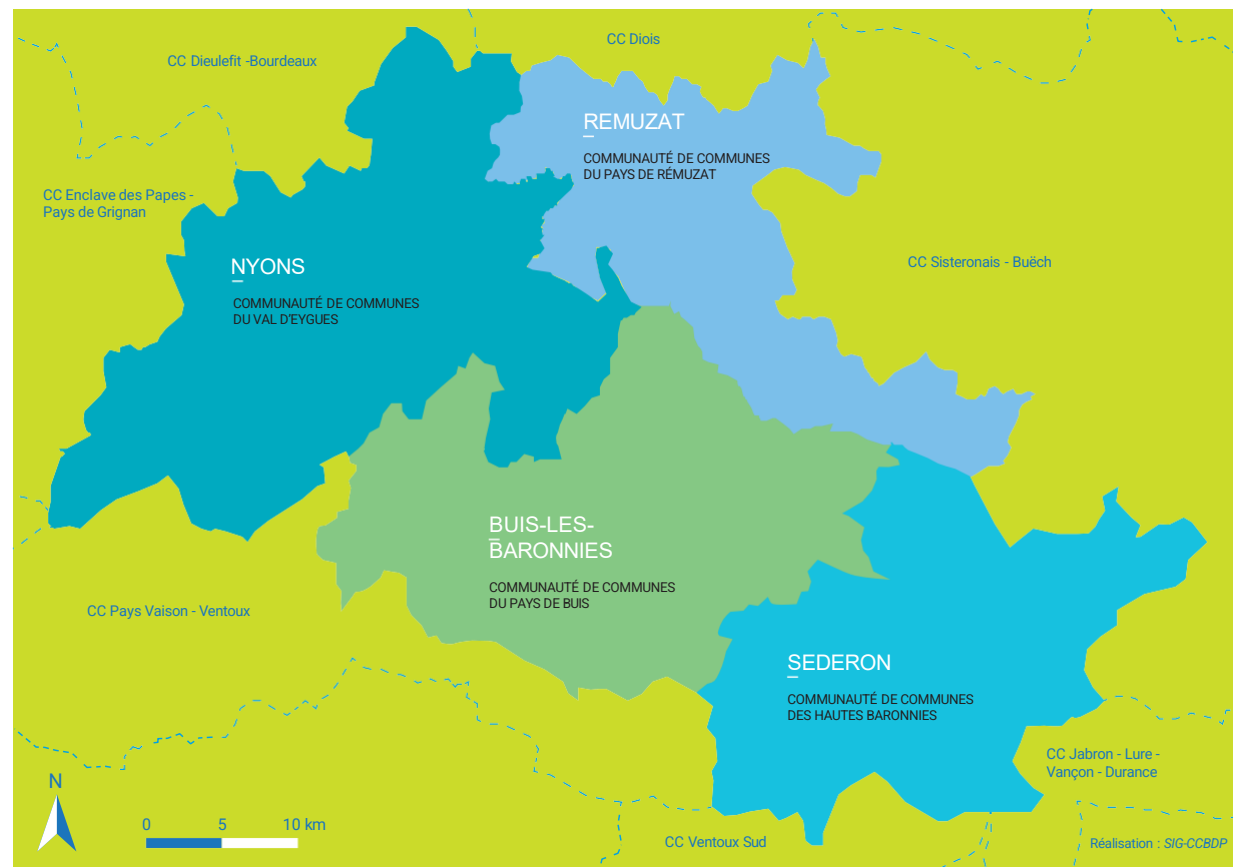 CC Dieulefit -Bourdeaux
CC Diois
REMUZAT
COMMUNAUTÉ DE COMMUNES
DU PAYS DE RÉMUZAT
CC Enclave des Papes -
Pays de Grignan
NYONS
COMMUNAUTÉ DE COMMUNES
DU VAL D'EYGUES
CC Sisteronais - Buëch
BUIS-LES-
BARONNIES
COMMUNAUTÉ DE COMMUNES
DU PAYS DE BUIS
CC Pays Vaison - Ventoux
SEDERON
COMMUNAUTÉ DE COMMUNES
DES HAUTES BARONNIES
CC Jabron - Lure -
Vançon - Durance
N
0 5 10 km
CC Ventoux Sud
Réalisation : SIG-CCBDP